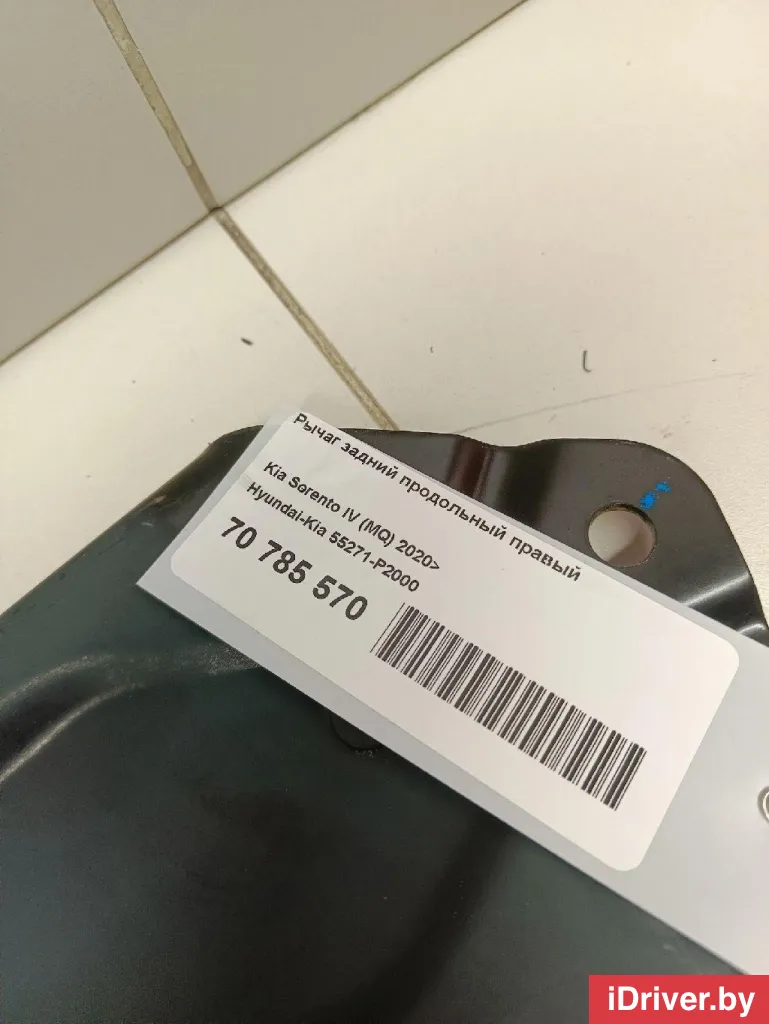 Рычаг задний продольный правый
Kia Sorento IV (MQ) 2020>
Hyundai-Kia 55271-P2000
70 785 570
iDriver.by